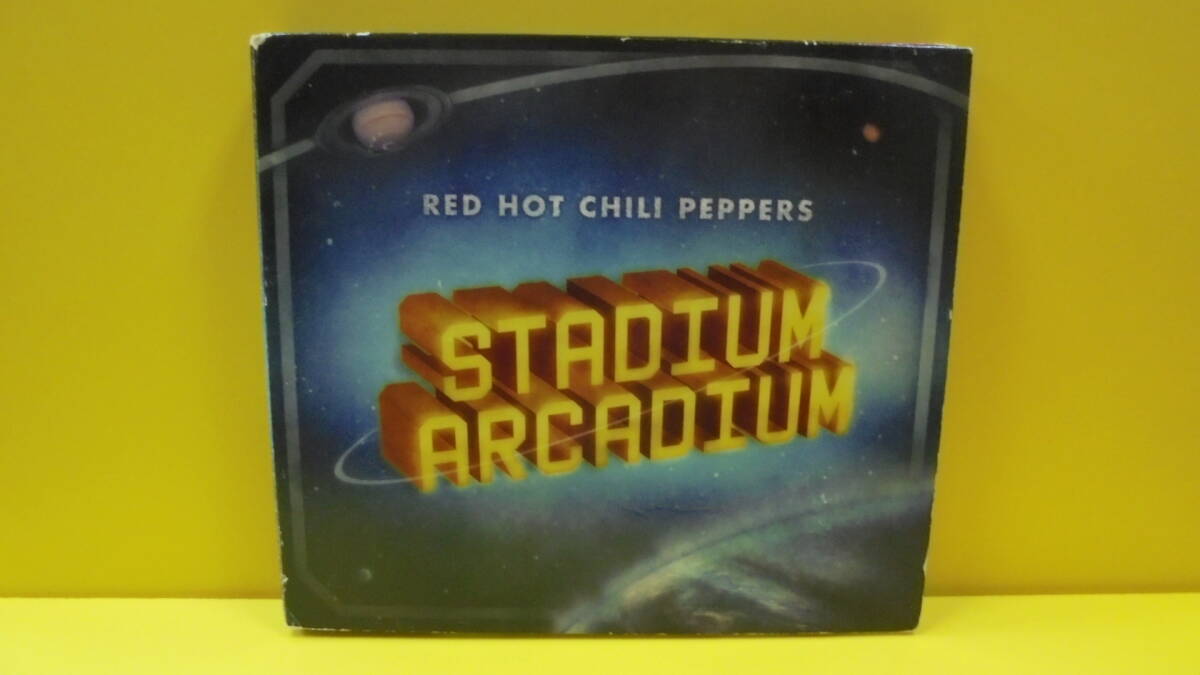 RED HOT CHILI PEPPERS
STADIUM
ARCADIUM